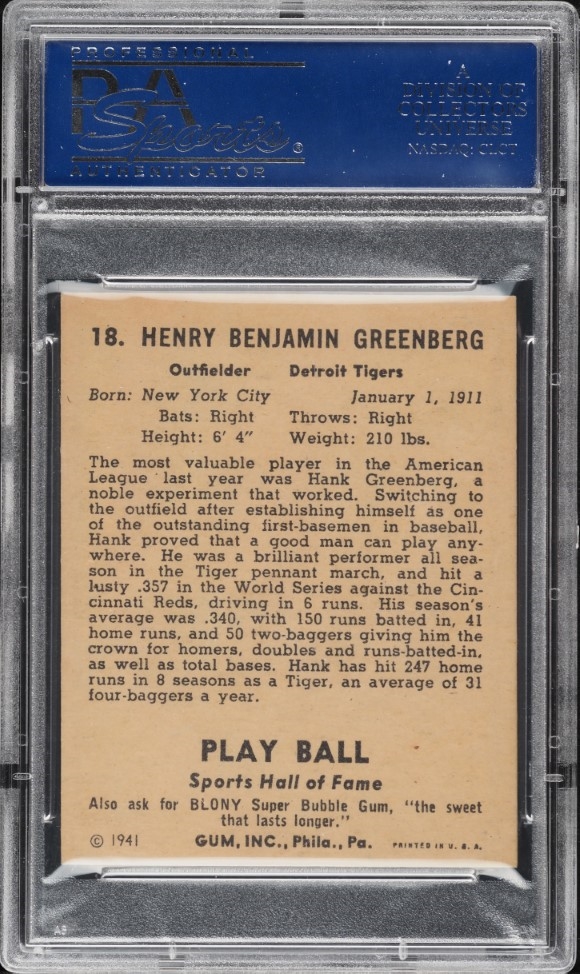 PROFESSIONAL
PSA
Sports®
AUTHENTICATOR
A
DIVISION OF
COLLECTORS
UNIVERSE
NASDAQ: CLCT
18. HENRY BENJAMIN GREENBERG
Outfielder Detroit Tigers
Born: New York City January 1, 1911
Bats: Right Throws: Right
Height: 6' 4" Weight: 210 lbs.
The most valuable player in the American
League last year was Hank Greenberg, a
noble experiment that worked. Switching to
the outfield after establishing himself as one
of the outstanding first-basemen in baseball,
Hank proved that a good man can play any-
where. He was a brilliant performer all sea-
son in the Tiger pennant march, and hit a
lusty .357 in the World Series against the Cin-
cinnati Reds, driving in 6 runs. His season's
average was .340, with 150 runs batted in, 41
home runs, and 50 two-baggers giving him the
crown for homers, doubles and runs-batted-in,
as well as total bases. Hank has hit 247 home
runs in 8 seasons as a Tiger, an average of 31
four-baggers a year.
PLAY BALL
Sports Hall of Fame
Also ask for BLONY Super Bubble Gum, "the sweet
that lasts longer."
© 1941 GUM, INC., Phila., Pa. PRINTED IN U. S. A.